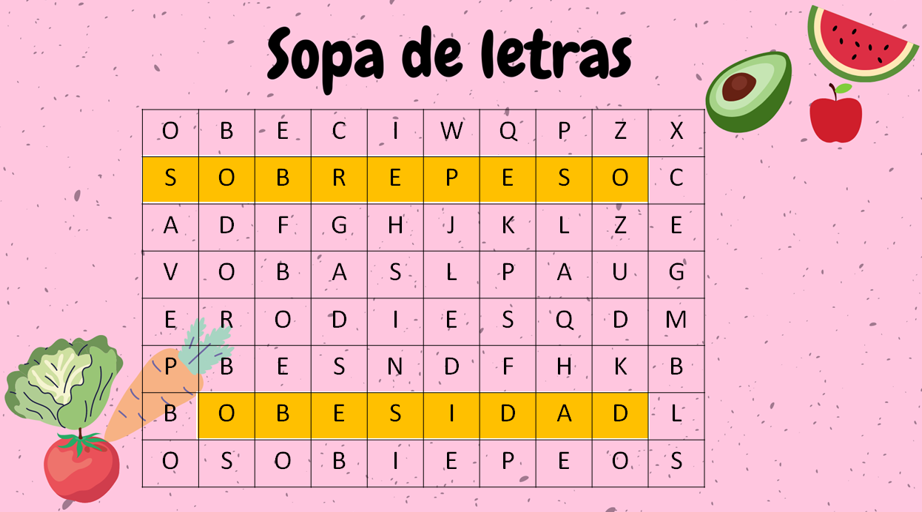 Sopa de letras
O B E C I W Q P Z X
S O B R E P E S O C
A D F G H J K L Z E
V O B A S L P A U G
E R O D I E S Q D M
P B E S N D F H K B
B O B E S I D A D L
O S O B I E P E O S